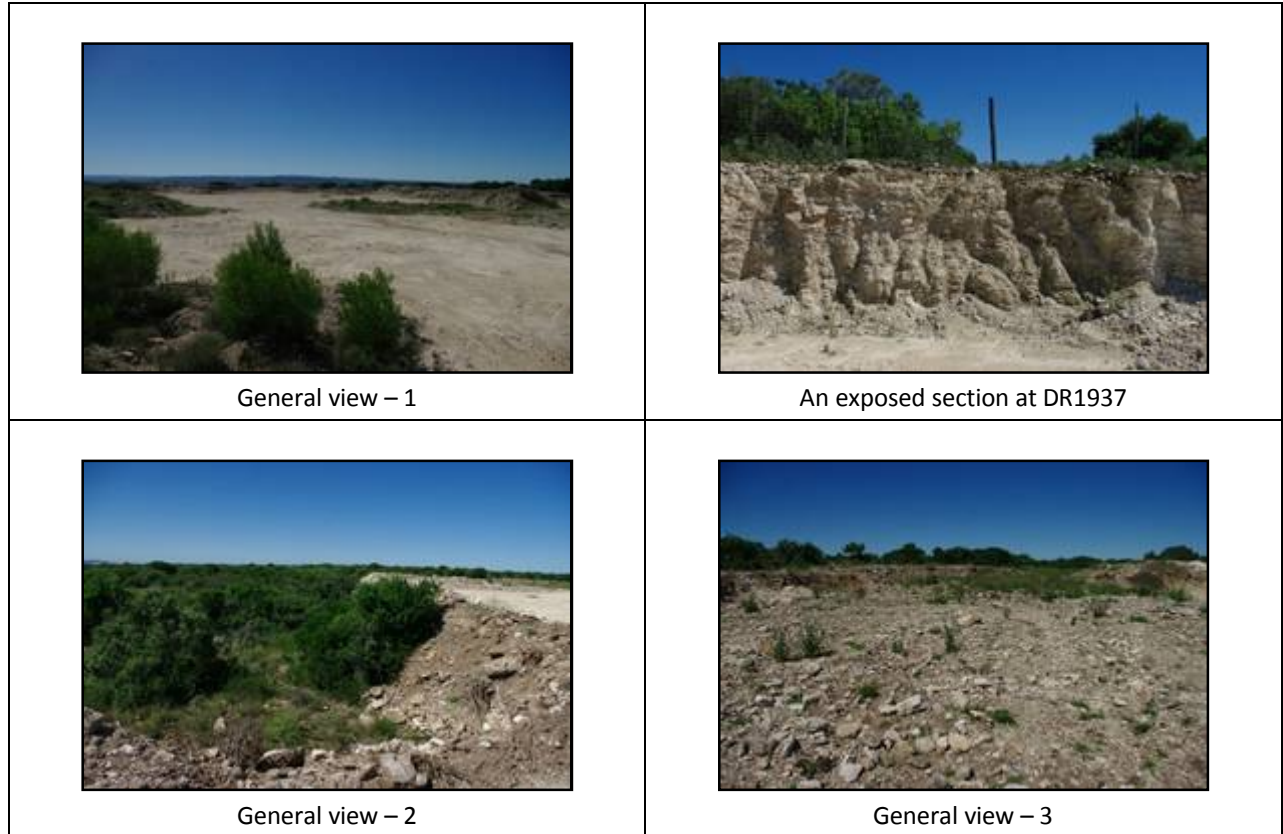 General view – 1
An exposed section at DR1937
General view – 2
General view – 3